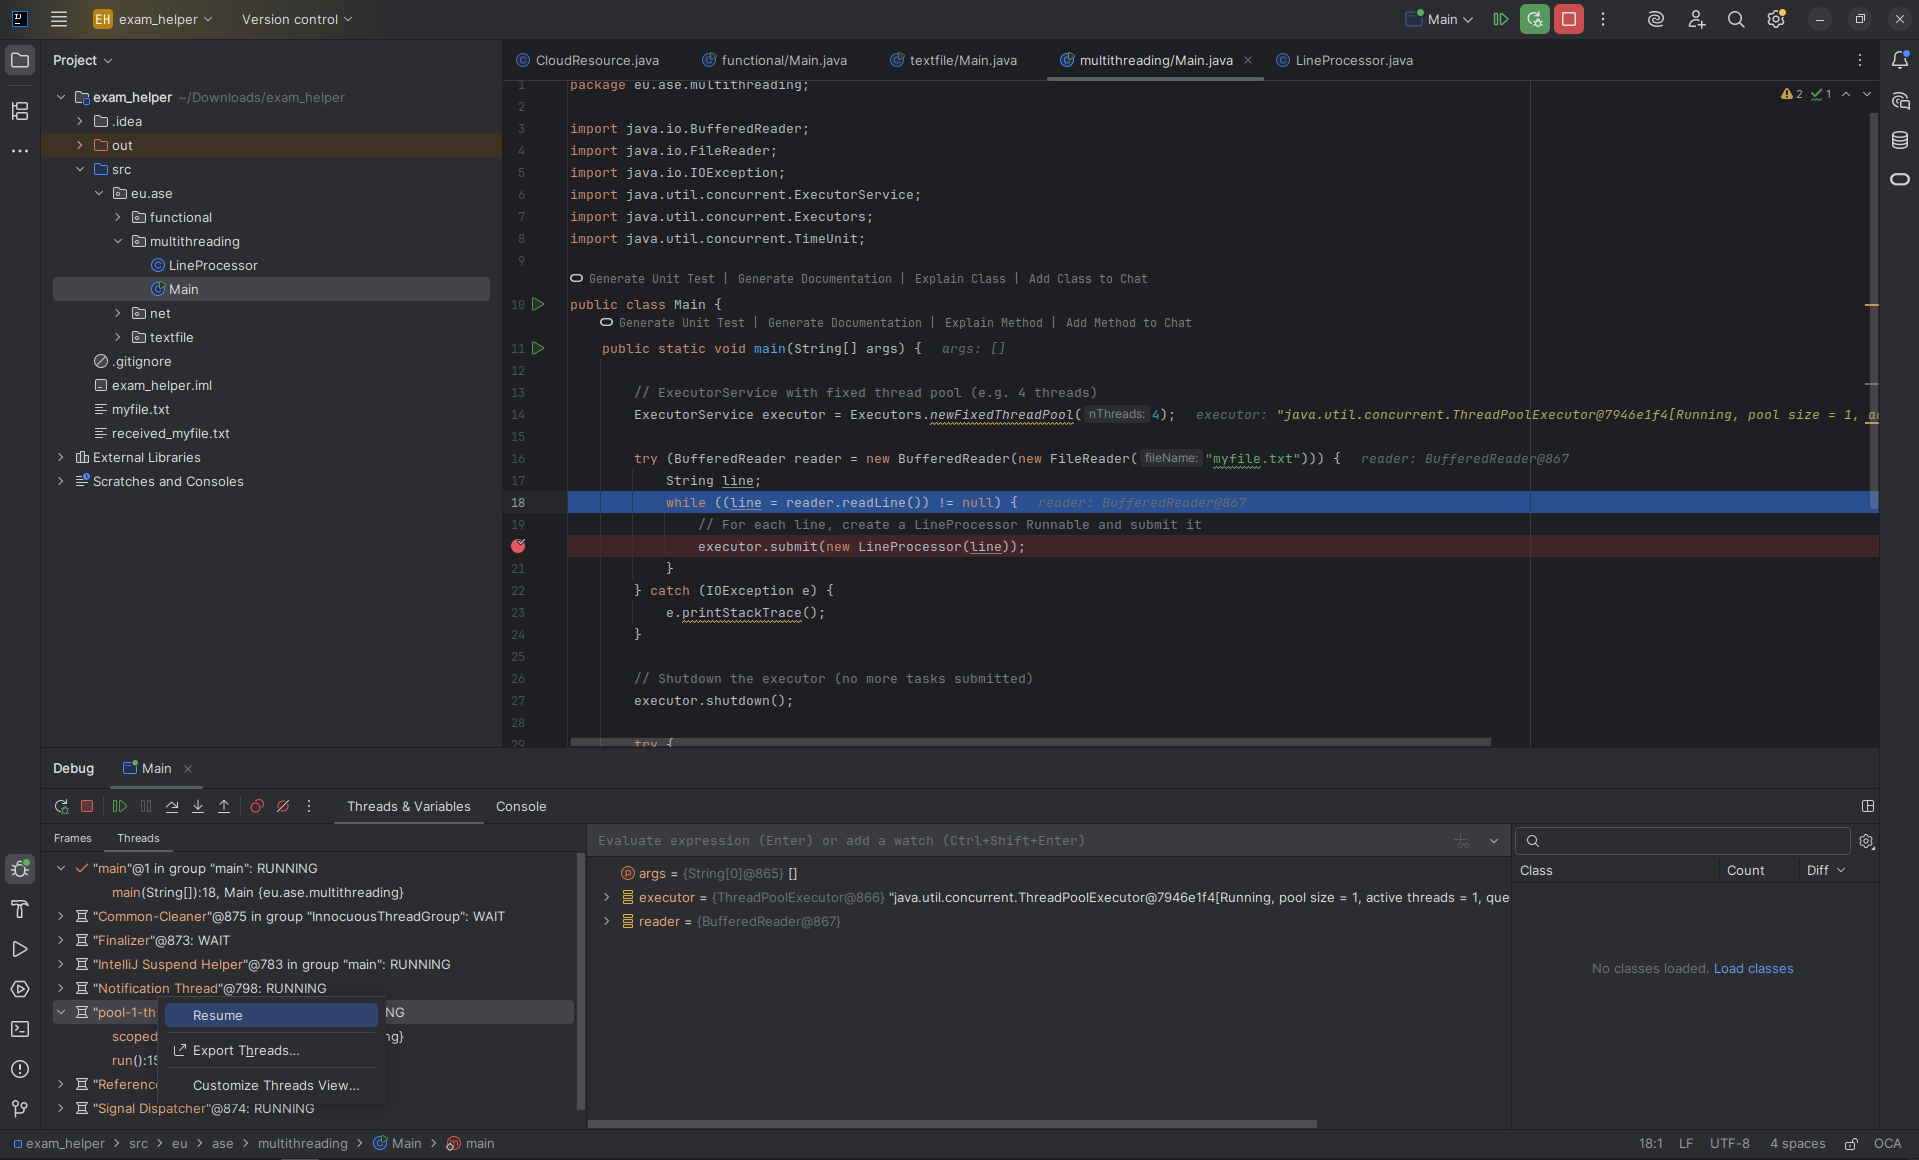 EH exam_helper Version control Main
Project
exam_helper ~/Downloads/exam_helper
.idea
out
src
eu.ase
functional
multithreading
LineProcessor
Main
net
textfile
.gitignore
exam_helper.iml
myfile.txt
received_myfile.txt
External Libraries
Scratches and Consoles
CloudResource.java functional/Main.java textfile/Main.java multithreading/Main.java LineProcessor.java
2 1
1 package eu.ase.multithreading;
2
3 import java.io.BufferedReader;
4 import java.io.FileReader;
5 import java.io.IOException;
6 import java.util.concurrent.ExecutorService;
7 import java.util.concurrent.Executors;
8 import java.util.concurrent.TimeUnit;
9
Generate Unit Test | Generate Documentation | Explain Class | Add Class to Chat
10 public class Main {
Generate Unit Test | Generate Documentation | Explain Method | Add Method to Chat
11 public static void main(String[] args) { args: []
12
13 // ExecutorService with fixed thread pool (e.g. 4 threads)
14 ExecutorService executor = Executors.newFixedThreadPool( nThreads: 4); executor: "java.util.concurrent.ThreadPoolExecutor@7946e1f4[Running, pool size = 1, ac
15
16 try (BufferedReader reader = new BufferedReader(new FileReader( fileName: "myfile.txt"))) { reader: BufferedReader@867
17 String line;
18 while ((line = reader.readLine()) != null) { reader: BufferedReader@867
19 // For each line, create a LineProcessor Runnable and submit it
executor.submit(new LineProcessor(line));
21 }
22 } catch (IOException e) {
23 e.printStackTrace();
24 }
25
26 // Shutdown the executor (no more tasks submitted)
27 executor.shutdown();
28
29 try {
Debug Main
Threads & Variables Console
Frames Threads
"main"@1 in group "main": RUNNING
main(String[]):18, Main {eu.ase.multithreading}
"Common-Cleaner"@875 in group "InnocuousThreadGroup": WAIT
"Finalizer"@873: WAIT
"IntelliJ Suspend Helper"@783 in group "main": RUNNING
"Notification Thread"@798: RUNNING
"pool-1-th NG
scoped ng}
run():15
"Reference
"Signal Dispatcher"@874: RUNNING
Resume
Export Threads...
Customize Threads View...
Evaluate expression (Enter) or add a watch (Ctrl+Shift+Enter)
args = {String[0]@865} []
executor = {ThreadPoolExecutor@866} "java.util.concurrent.ThreadPoolExecutor@7946e1f4[Running, pool size = 1, active threads = 1, que
reader = {BufferedReader@867}
Class Count Diff
No classes loaded. Load classes
exam_helper > src > eu > ase > multithreading > Main > main
18:1 LF UTF-8 4 spaces OCA